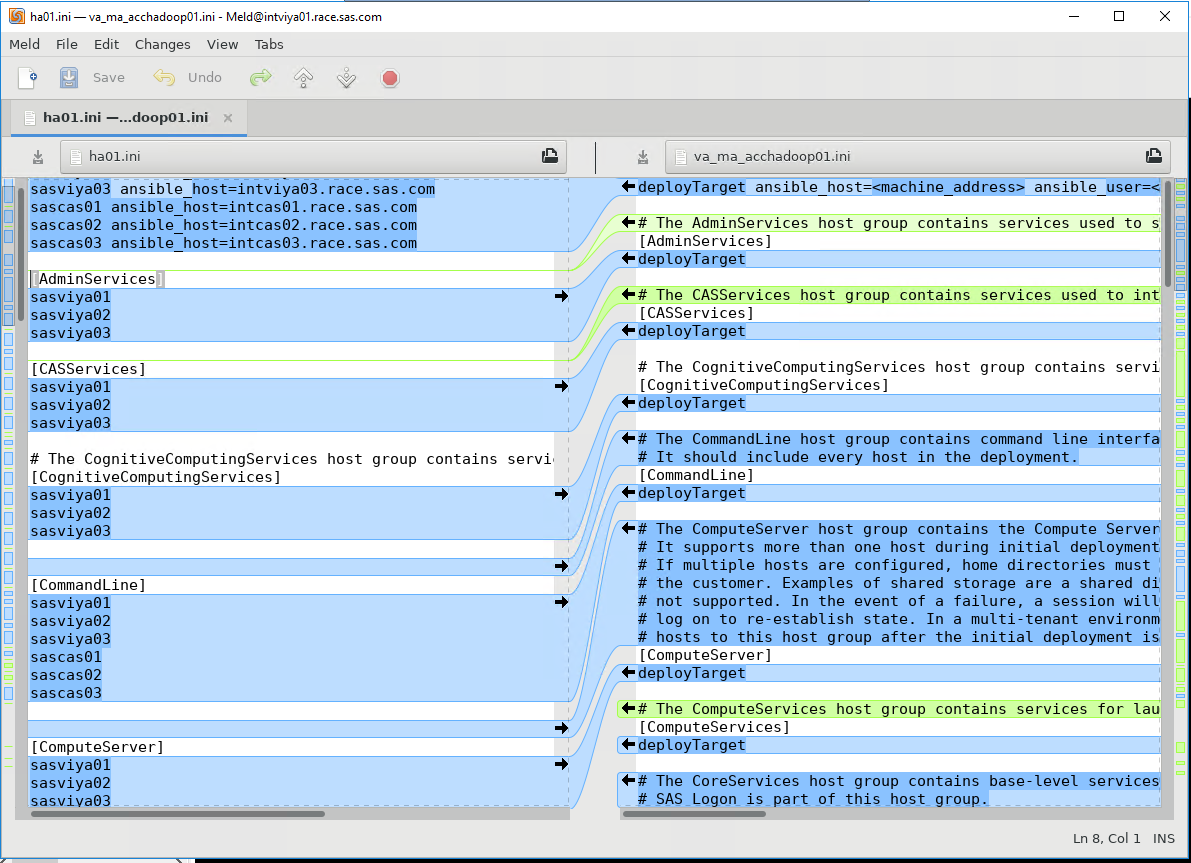 ha01.ini — va_ma_acchadoop01.ini - Meld@intviya01.race.sas.com
Meld File Edit Changes View Tabs
Save Undo
ha01.ini —...doop01.ini
ha01.ini
sasviya03 ansible_host=intviya03.race.sas.com
sascas01 ansible_host=intcas01.race.sas.com
sascas02 ansible_host=intcas02.race.sas.com
sascas03 ansible_host=intcas03.race.sas.com
[AdminServices]
sasviya01
sasviya02
sasviya03
[CASServices]
sasviya01
sasviya02
sasviya03
# The CognitiveComputingServices host group contains servi
[CognitiveComputingServices]
sasviya01
sasviya02
sasviya03
[CommandLine]
sasviya01
sasviya02
sasviya03
sascas01
sascas02
sascas03
[ComputeServer]
sasviya01
sasviya02
sasviya03
va_ma_acchadoop01.ini
deployTarget ansible_host=<machine_address> ansible_user=<
# The AdminServices host group contains services used to s
[AdminServices]
deployTarget
# The CASServices host group contains services used to int
[CASServices]
deployTarget
# The CognitiveComputingServices host group contains servi
[CognitiveComputingServices]
deployTarget
# The CommandLine host group contains command line interfa
# It should include every host in the deployment.
[CommandLine]
deployTarget
# The ComputeServer host group contains the Compute Server
# It supports more than one host during initial deployment
# If multiple hosts are configured, home directories must
# the customer. Examples of shared storage are a shared di
# not supported. In the event of a failure, a session will
# log on to re-establish state. In a multi-tenant environm
# hosts to this host group after the initial deployment is
[ComputeServer]
deployTarget
# The ComputeServices host group contains services for lau
[ComputeServices]
deployTarget
# The CoreServices host group contains base-level services
# SAS Logon is part of this host group.
Ln 8, Col 1 INS